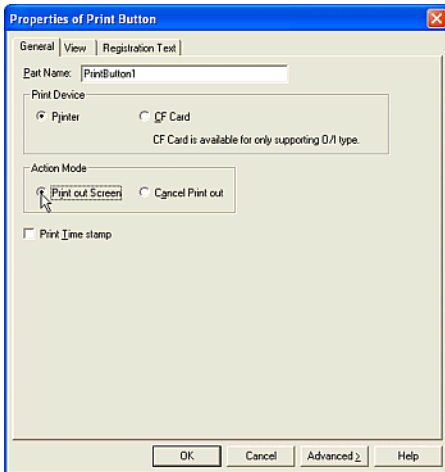 Properties of Print Button
General View Registration Text
Part Name: PrintButton1
Print Device
Printer CF Card
CF Card is available for only supporting O/I type.
Action Mode
Print out Screen Cancel Print out
Print Time stamp
OK Cancel Advanced > Help